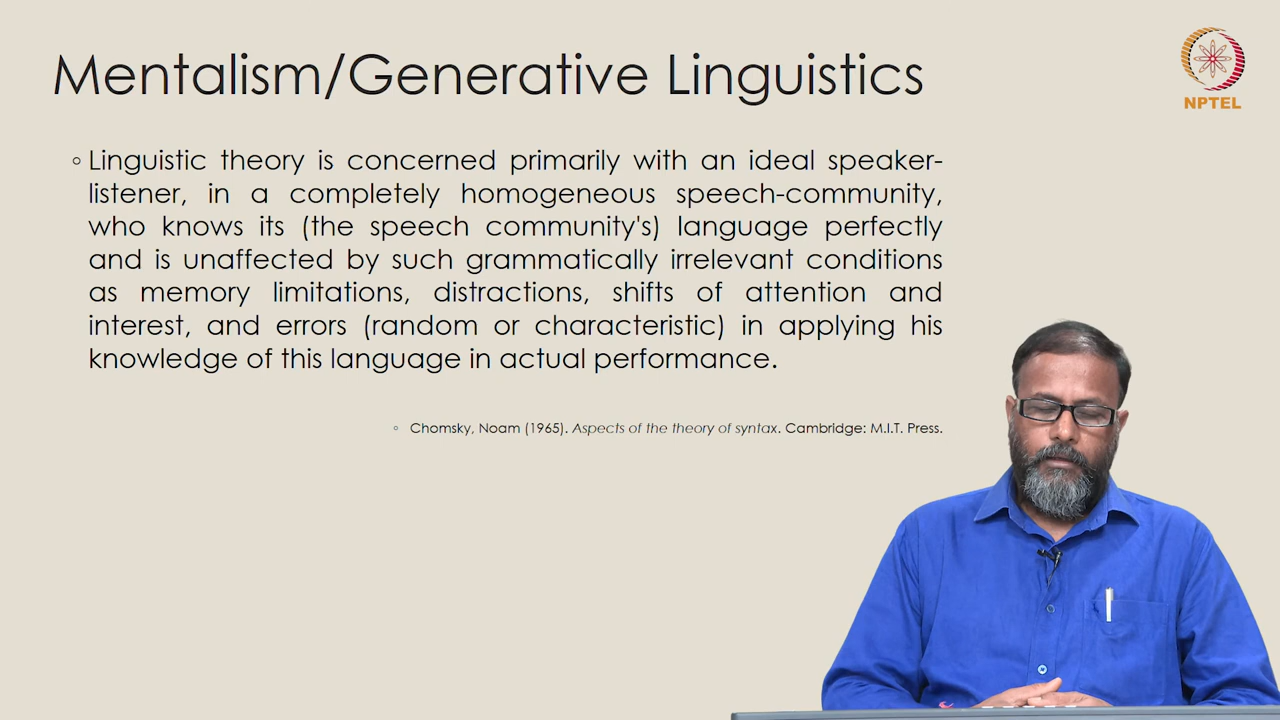 Mentalism/Generative Linguistics
NPTEL
◦ Linguistic theory is concerned primarily with an ideal speaker-
listener, in a completely homogeneous speech-community,
who knows its (the speech community's) language perfectly
and is unaffected by such grammatically irrelevant conditions
as memory limitations, distractions, shifts of attention and
interest, and errors (random or characteristic) in applying his
knowledge of this language in actual performance.
◦ Chomsky, Noam (1965). Aspects of the theory of syntax. Cambridge: M.I.T. Press.